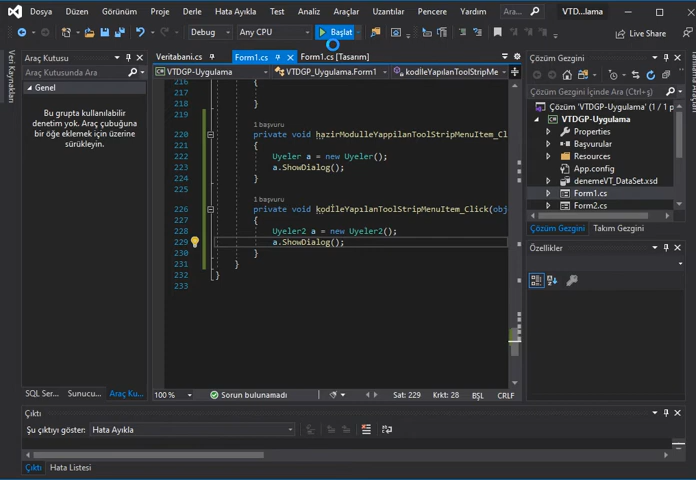 Dosya Düzen Görünüm Proje Derle Hata Ayıkla Test Analiz Araçlar Uzantılar Pencere Yardım Ara... VTD...lama
Debug Any CPU Başlat Live Share
Veri Kaynakları
Araç Kutusu
Araç Kutusunda Ara
Genel
Bu grupta kullanılabilir
denetim yok. Araç çubuğuna
bir öğe eklemek için üzerine
sürükleyin.
SQL Ser... Sunucu... Araç Ku...
Veritabani.cs Form1.cs Form1.cs [Tasarım]
VTDGP-Uygulama VTDGP_Uygulama.Form1 kodİleYapılanToolStripMe
216 {
217
218 }
219
1 başvuru
220 private void hazirModulleYappilanToolStripMenuItem_Cl
221 {
222 Uyeler a = new Uyeler();
223 a.ShowDialog();
224 }
225
1 başvuru
226 private void kodİleYapılanToolStripMenuItem_Click(obj
227 {
228 Uyeler2 a = new Uyeler2();
229 a.ShowDialog();
230 }
231 }
232 }
233
100 % Sorun bulunamadı Sat: 229 Krkt: 28 BŞL CRLF
Çözüm Gezgini
Çözüm Gezgini içinde Ara (Ctrl+ş)
Çözüm 'VTDGP-Uygulama' (1 / 1 p
VTDGP-Uygulama
Properties
Başvurular
Resources
App.config
denemeVT_DataSet.xsd
Form1.cs
Form2.cs
Çözüm Gezgini Takım Gezgini
Özellikler
Çıktı
Şu çıktıyı göster: Hata Ayıkla
Çıktı Hata Listesi